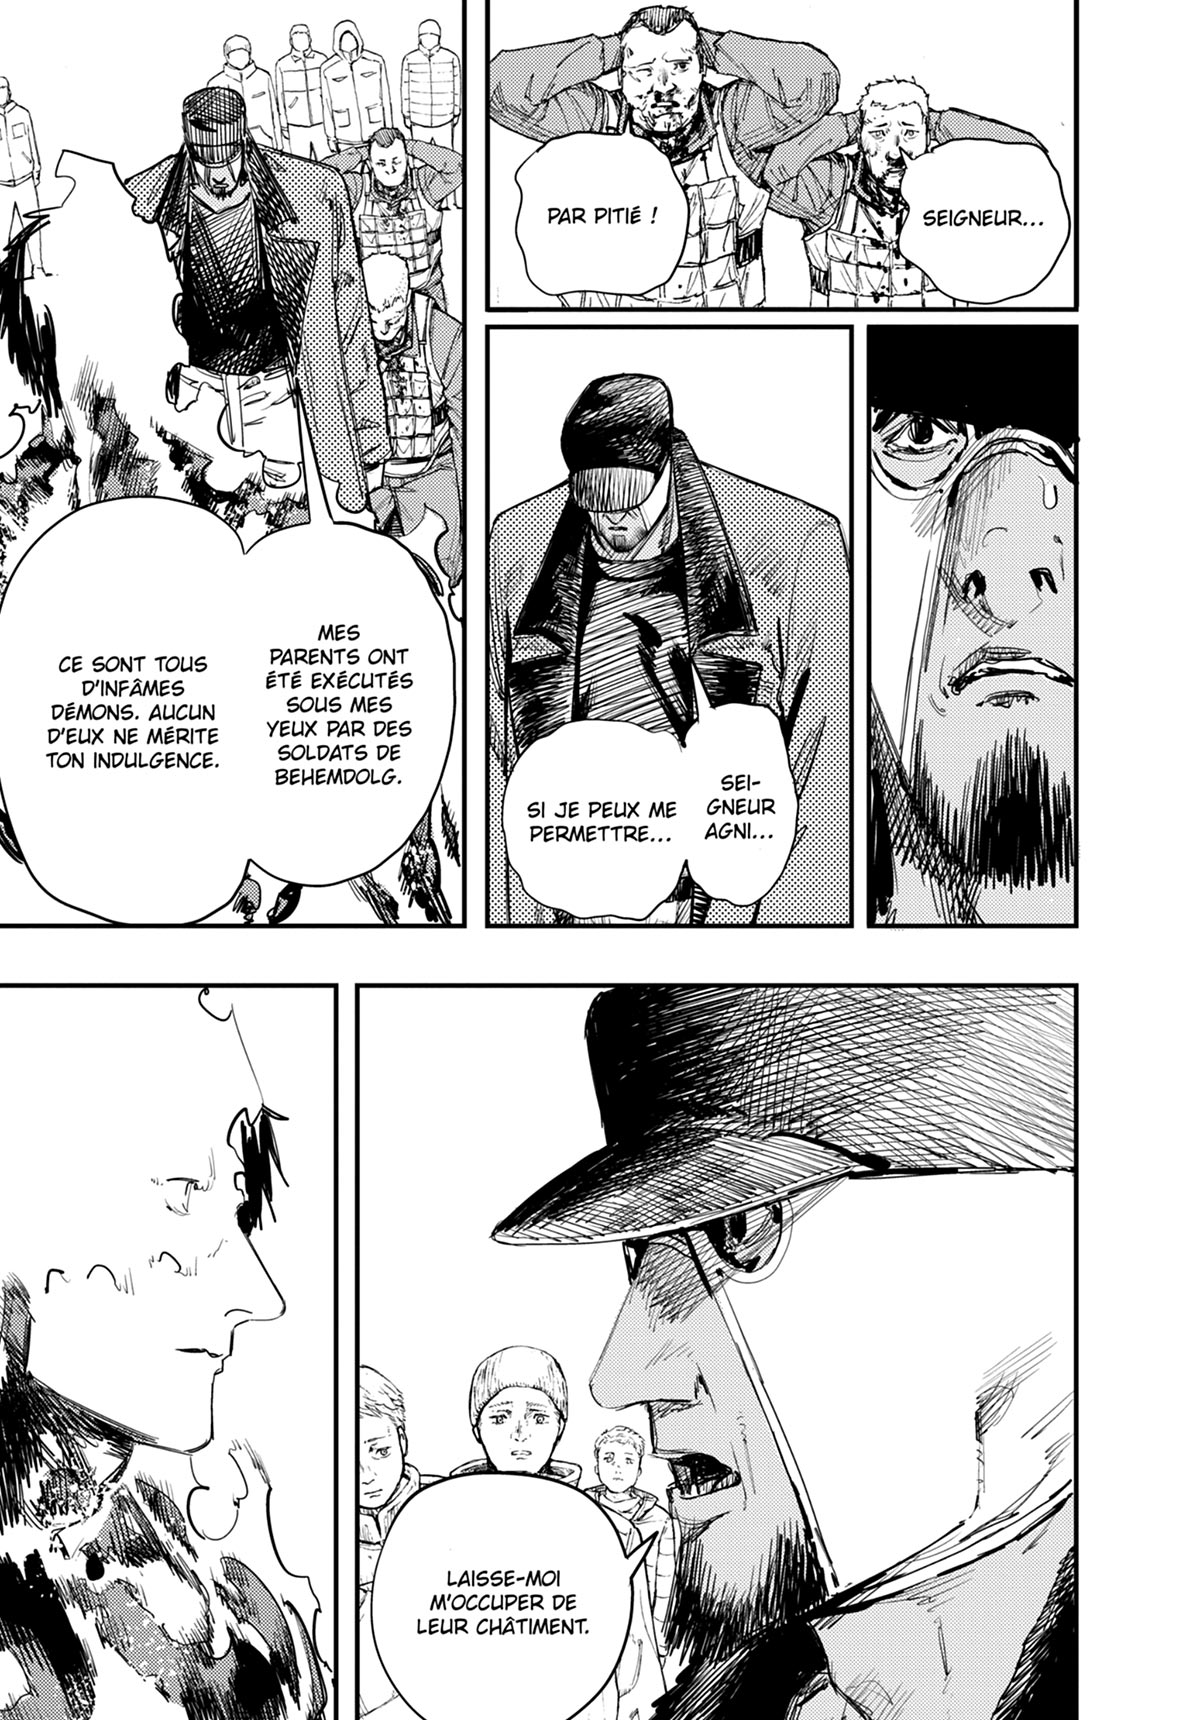 SEIGNEUR...
PAR PITIÉ !
SEI-
GNEUR
AGNI...
SI JE PEUX ME
PERMETTRE...
MES
PARENTS ONT
ÉTÉ EXÉCUTÉS
SOUS MES
YEUX PAR DES
SOLDATS DE
BEHEMDOLG.
CE SONT TOUS
D'INFÂMES
DÉMONS. AUCUN
D'EUX NE MÉRITE
TON INDULGENCE.
LAISSE-MOI
M'OCCUPER DE
LEUR CHÂTIMENT.